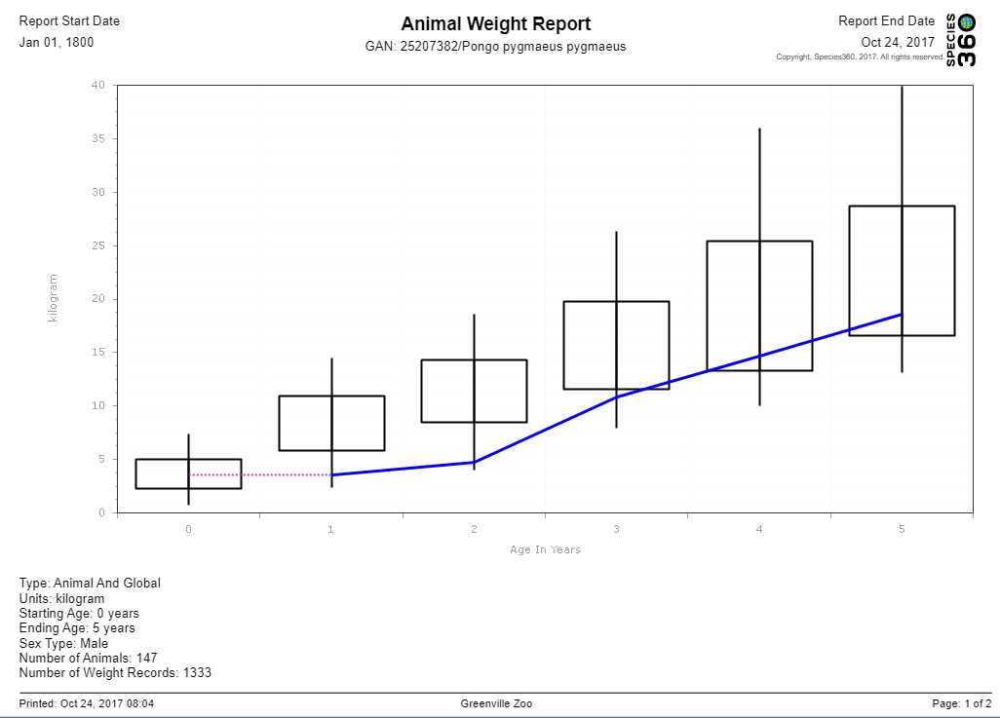 Report Start Date
Jan 01, 1800
Animal Weight Report
GAN: 25207382/Pongo pygmaeus pygmaeus
Report End Date
Oct 24, 2017
Copyright, Species360, 2017. All rights reserved.
SPECIES
360
40
35
30
25
20
15
10
5
0
kilogram
0 1 2 3 4 5
Age In Years
Type: Animal And Global
Units: kilogram
Starting Age: 0 years
Ending Age: 5 years
Sex Type: Male
Number of Animals: 147
Number of Weight Records: 1333
Printed: Oct 24, 2017 08:04 Greenville Zoo Page: 1 of 2